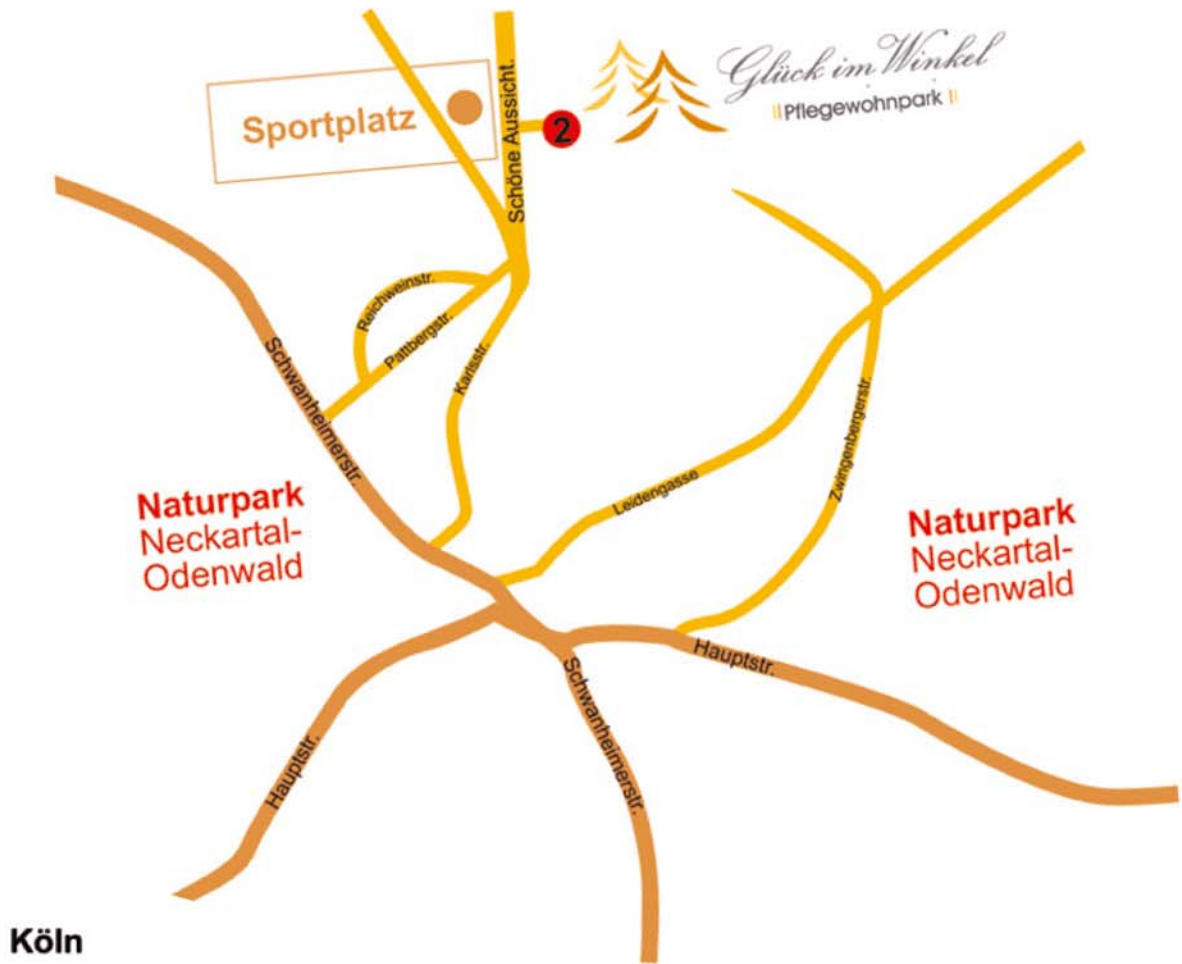 Glück im Winkel
Pflegewohnpark
Sportplatz
2
Schöne Aussicht.
Reichweinstr.
Pattbergstr.
Karlsstr.
Schwanheimerstr.
Zwingenbergerstr.
Leidengasse
Naturpark
Neckartal-
Odenwald
Naturpark
Neckartal-
Odenwald
Hauptstr.
Schwanheimerstr.
Hauptstr.
Köln